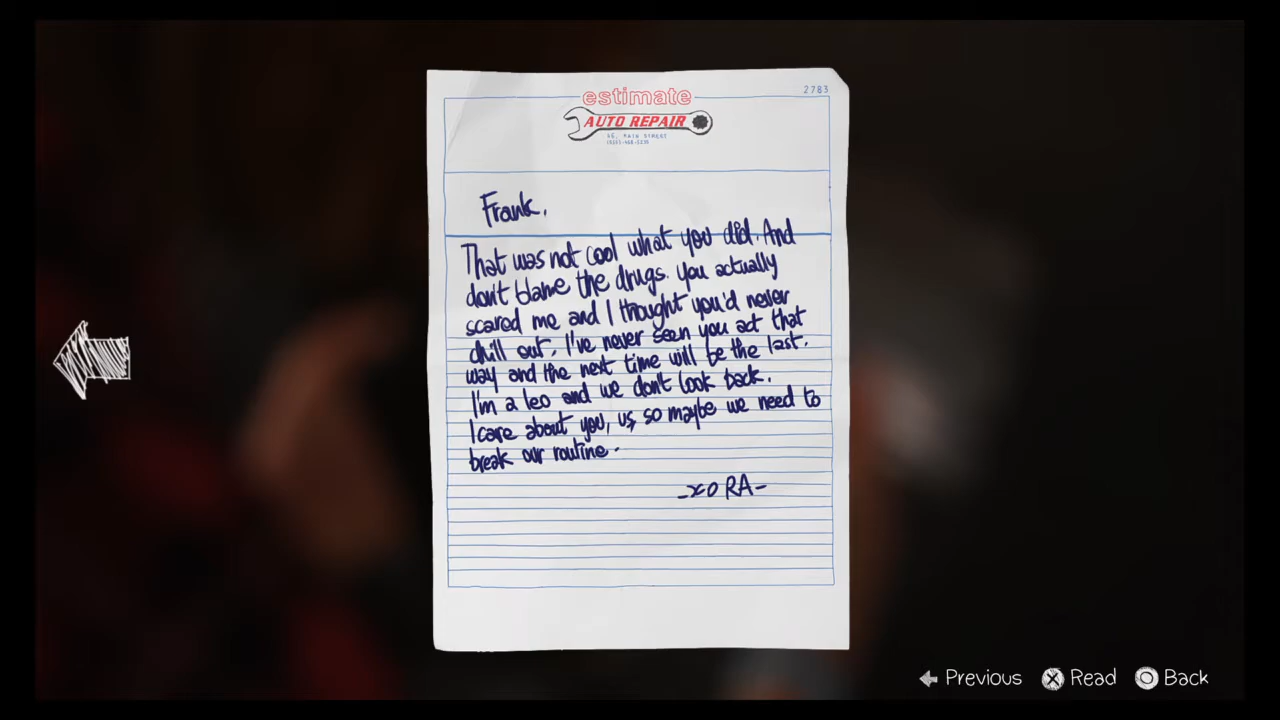 2783
estimate
AUTO REPAIR
Frank,
That was not cool what you did. And
don't blame the drugs. You actually
scared me and I thought you'd never
chill out. I've never seen you act that
way and the next time will be the last.
I'm a leo and we don't look back.
I care about you, us, so maybe we need to
break our routine.
-xo RA-
Previous Read Back